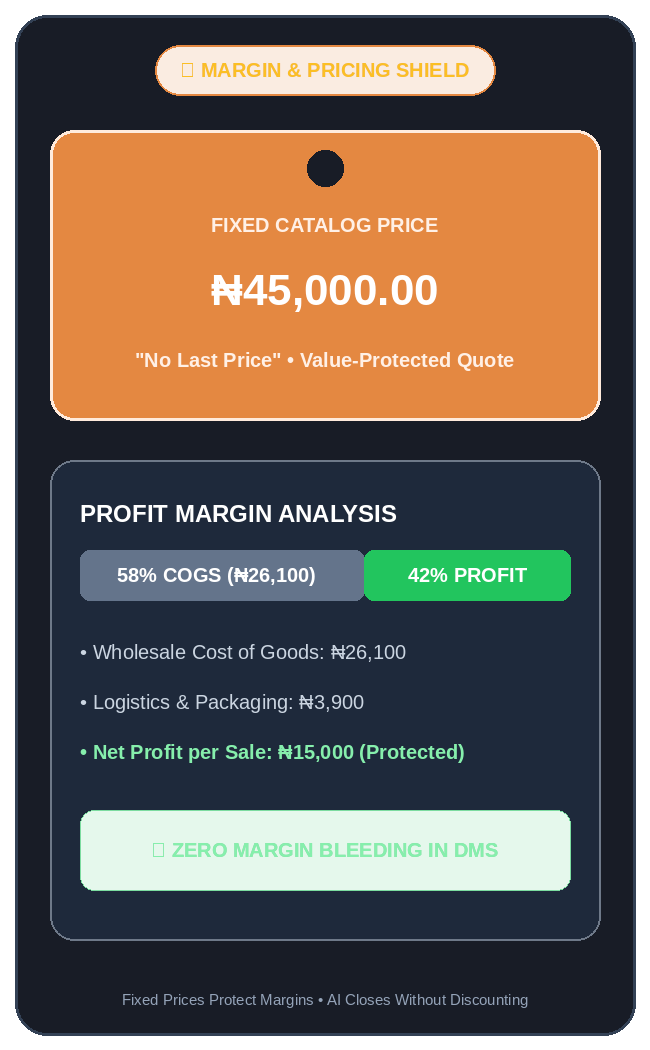 MARGIN & PRICING SHIELD
FIXED CATALOG PRICE
₦45,000.00
"No Last Price" • Value-Protected Quote
PROFIT MARGIN ANALYSIS
58% COGS (₦26,100) 42% PROFIT
• Wholesale Cost of Goods: ₦26,100
• Logistics & Packaging: ₦3,900
• Net Profit per Sale: ₦15,000 (Protected)
ZERO MARGIN BLEEDING IN DMS
Fixed Prices Protect Margins • AI Closes Without Discounting